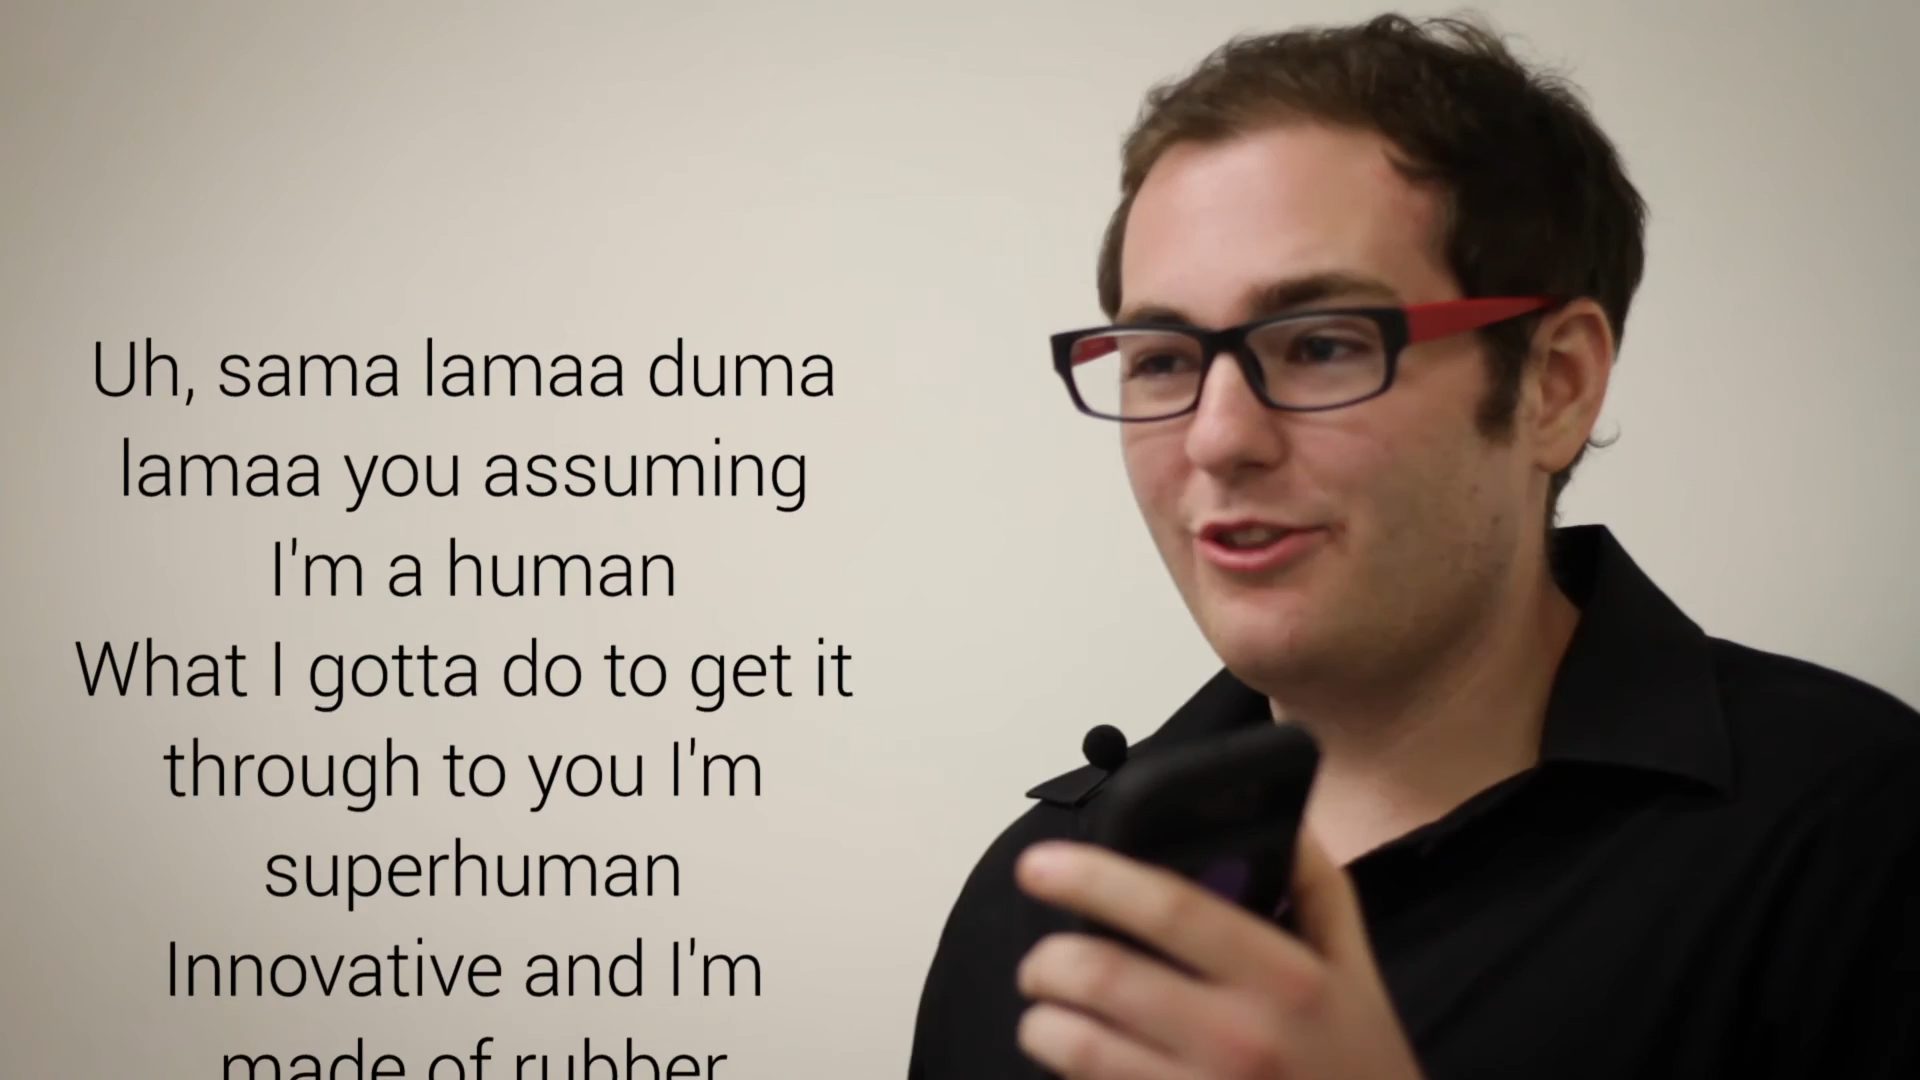 Uh, sama lamaa duma
lamaa you assuming
I'm a human
What I gotta do to get it
through to you I'm
superhuman
Innovative and I'm
made of rubber